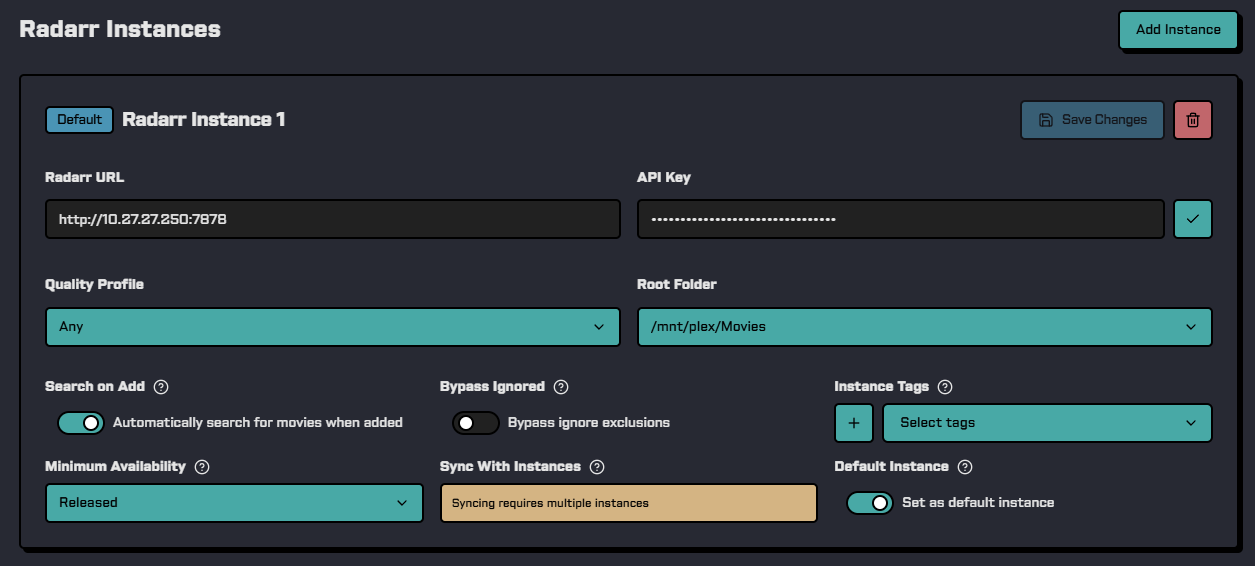 Radarr Instances
Add Instance
Default Radarr Instance 1
Save Changes
Radarr URL
API Key
http://10.27.27.250:7878
••••••••••••••••••••••••••••••••
Quality Profile
Root Folder
Any
/mnt/plex/Movies
Search on Add
Bypass Ignored
Instance Tags
Automatically search for movies when added
Bypass ignore exclusions
Select tags
Minimum Availability
Sync With Instances
Default Instance
Released
Syncing requires multiple instances
Set as default instance